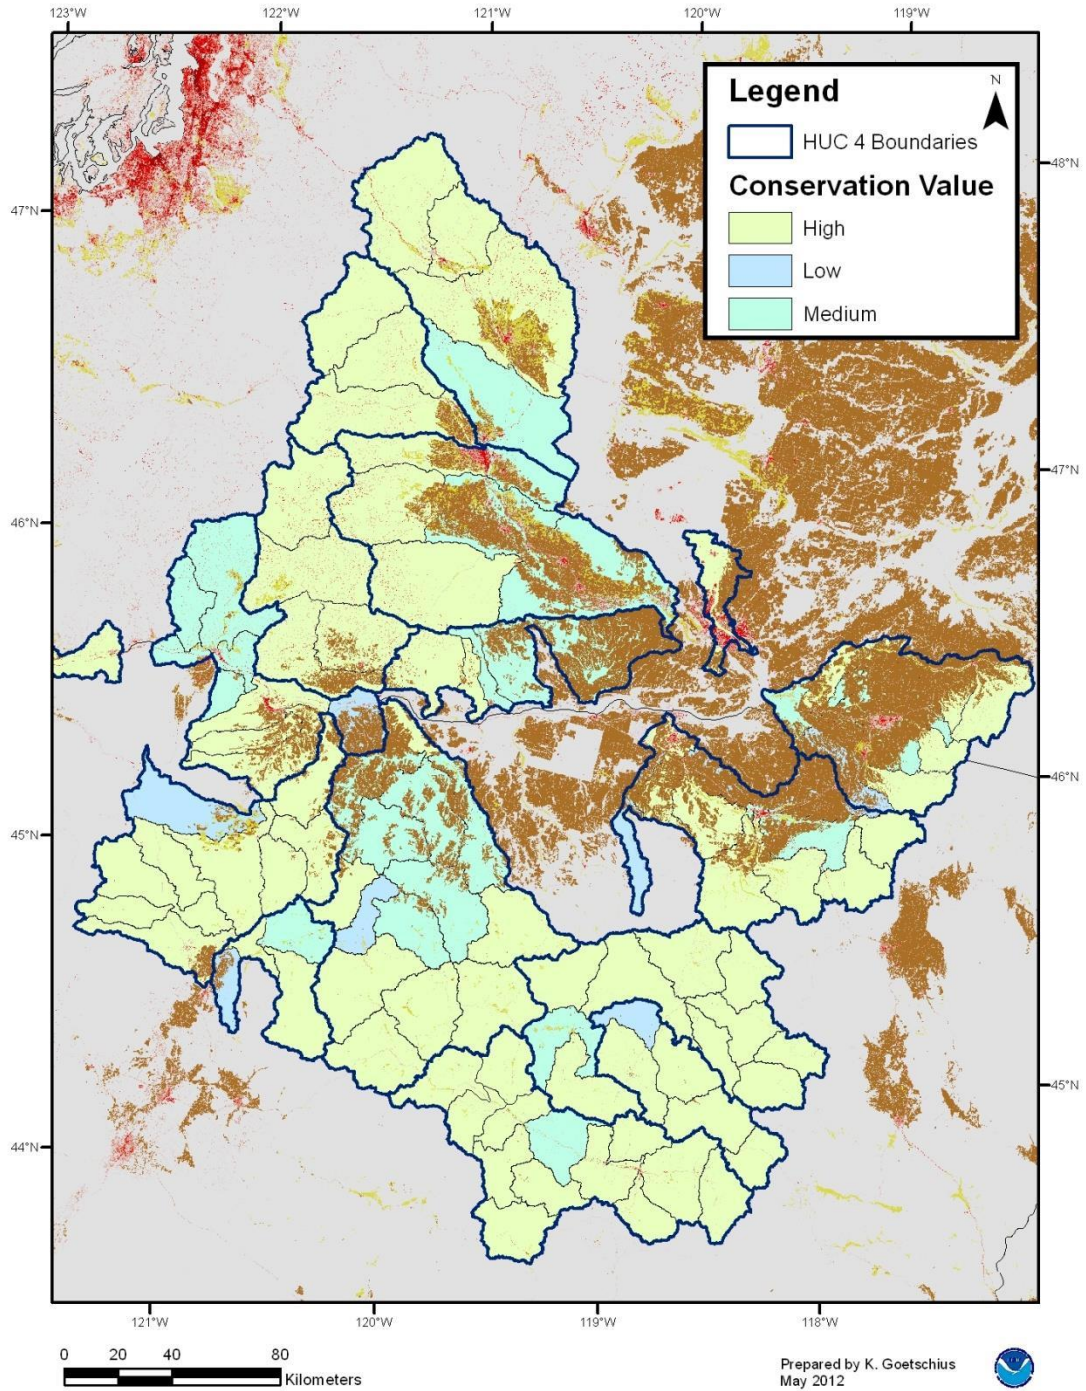 123°W 122°W 121°W 120°W 119°W
Legend
N
HUC 4 Boundaries
Conservation Value
High
Low
Medium
48°N
47°N
47°N
46°N
46°N
45°N
45°N
44°N
121°W 120°W 119°W 118°W
0 20 40 80
Kilometers
Prepared by K. Goetschius
May 2012